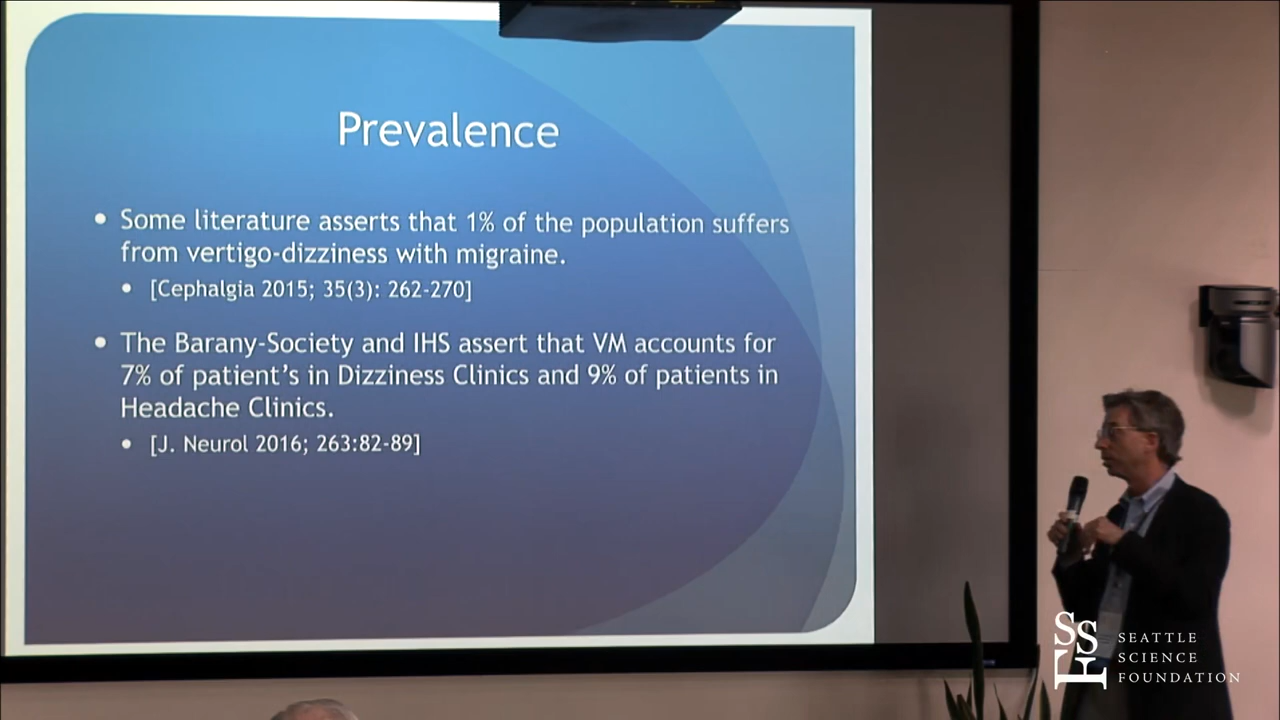 Prevalence
• Some literature asserts that 1% of the population suffers
from vertigo-dizziness with migraine.
• [Cephalgia 2015; 35(3): 262-270]
• The Barany-Society and IHS assert that VM accounts for
7% of patient's in Dizziness Clinics and 9% of patients in
Headache Clinics.
• [J. Neurol 2016; 263:82-89]
SSF
SEATTLE
SCIENCE
FOUNDATION